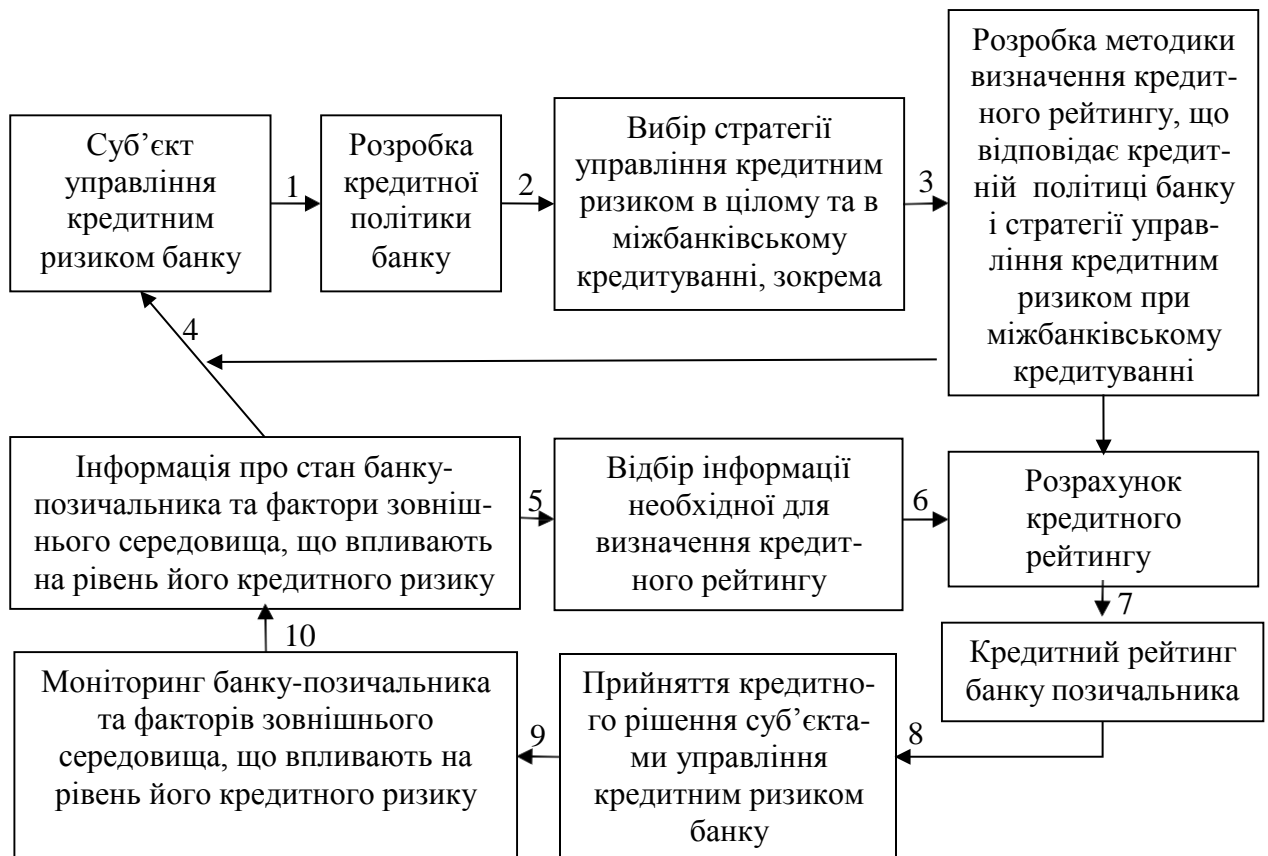 Суб’єкт
управління
кредитним
ризиком банку
1
Розробка
кредитної
політики
банку
2
Вибір стратегії
управління кредитним
ризиком в цілому та в
міжбанківському
кредитуванні, зокрема
3
Розробка методики
визначення кредит-
ного рейтингу, що
відповідає кредит-
ній політиці банку
і стратегії управ-
ління кредитним
ризиком при
міжбанківському
кредитуванні
4
Інформація про стан банку-
позичальника та фактори зовніш-
нього середовища, що впливають
на рівень його кредитного ризику
5
Відбір інформації
необхідної для
визначення кредит-
ного рейтингу
6
Розрахунок
кредитного
рейтингу
7
Кредитний рейтинг
банку позичальника
8
Прийняття кредитно-
го рішення суб’єкта-
ми управління
кредитним ризиком
банку
9
Моніторинг банку-позичальника
та факторів зовнішнього
середовища, що впливають на
рівень його кредитного ризику
10